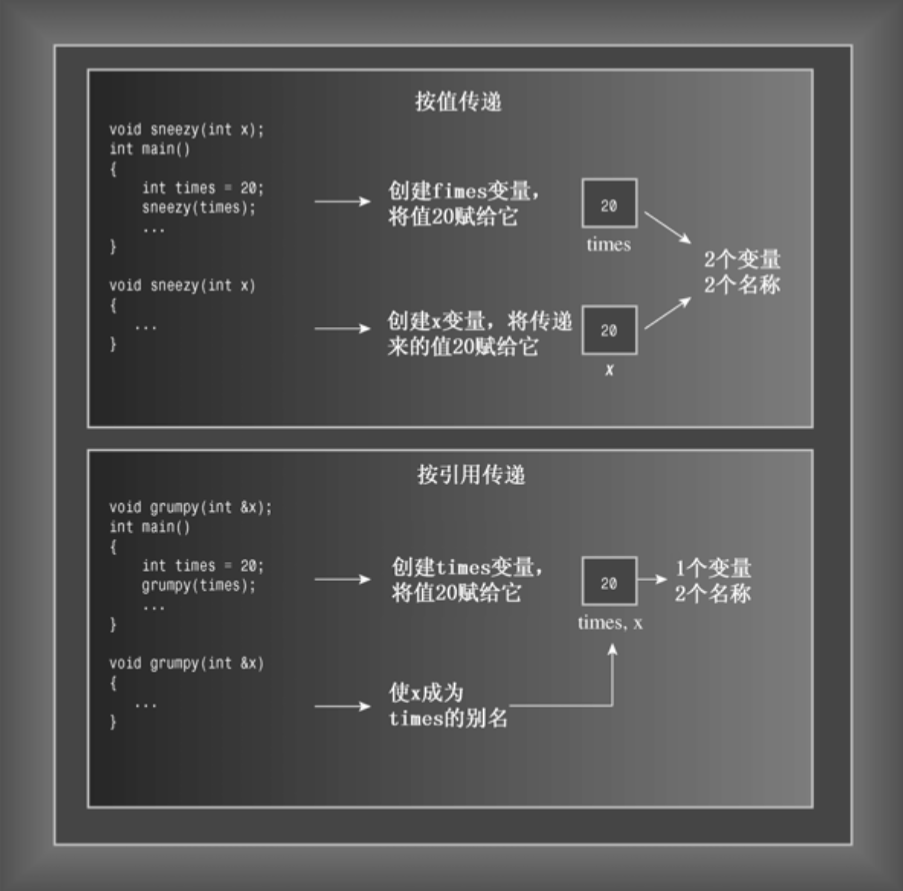 按值传递
void sneezy(int x);
int main()
{
int times = 20;
sneezy(times);
...
}
创建fimes变量，
将值20赋给它
20
times
void sneezy(int x)
{
...
}
创建x变量，将传递
来的值20赋给它
20
x
2个变量
2个名称
按引用传递
void grumpy(int &x);
int main()
{
int times = 20;
grumpy(times);
...
}
创建times变量，
将值20赋给它
20
times, x
1个变量
2个名称
void grumpy(int &x)
{
...
}
使x成为
times的别名